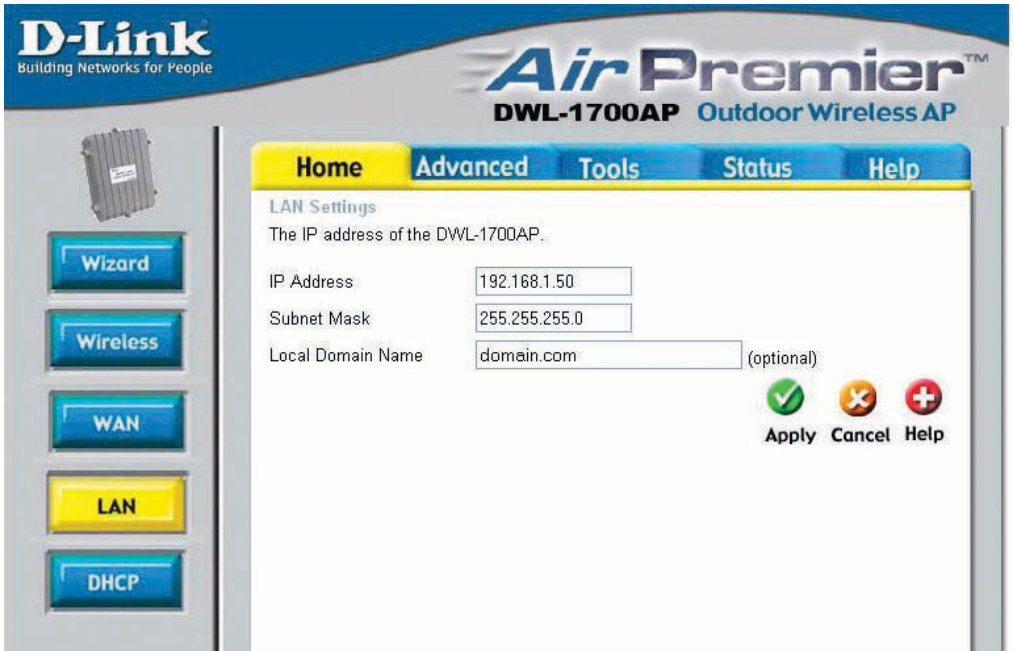 D-Link
Building Networks for People
AirPremier™
DWL-1700AP Outdoor Wireless AP
Home Advanced Tools Status Help
Wizard
Wireless
WAN
LAN
DHCP
LAN Settings
The IP address of the DWL-1700AP.
IP Address 192.168.1.50
Subnet Mask 255.255.255.0
Local Domain Name domain.com (optional)
Apply Cancel Help